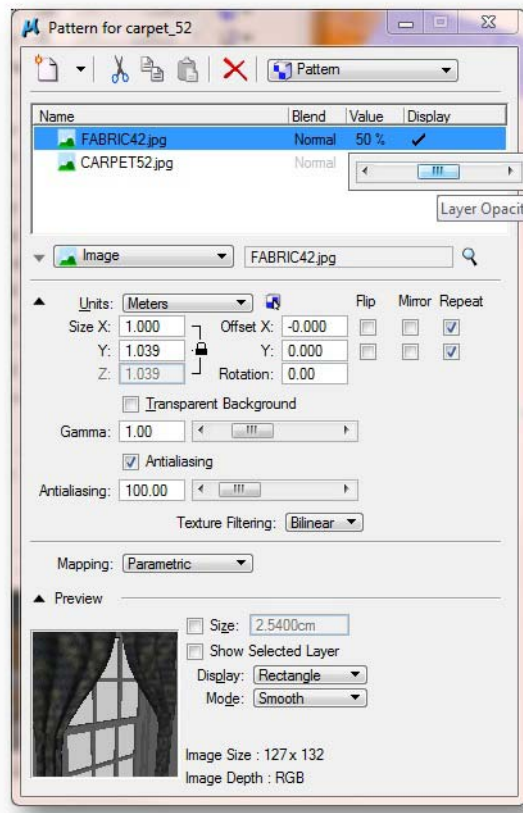 Pattern for carpet_52
Pattern
Name Blend Value Display
FABRIC42.jpg Normal 50 %
CARPET52.jpg Normal
Layer Opacit
Image FABRIC42.jpg
Units: Meters Flip Mirror Repeat
Size X: 1.000 Offset X: -0.000
Y: 1.039 Y: 0.000
Z: 1.039 Rotation: 0.00
Transparent Background
Gamma: 1.00
Antialiasing
Antialiasing: 100.00
Texture Filtering: Bilinear
Mapping: Parametric
Preview
Size: 2.5400cm
Show Selected Layer
Display: Rectangle
Mode: Smooth
Image Size : 127 x 132
Image Depth : RGB